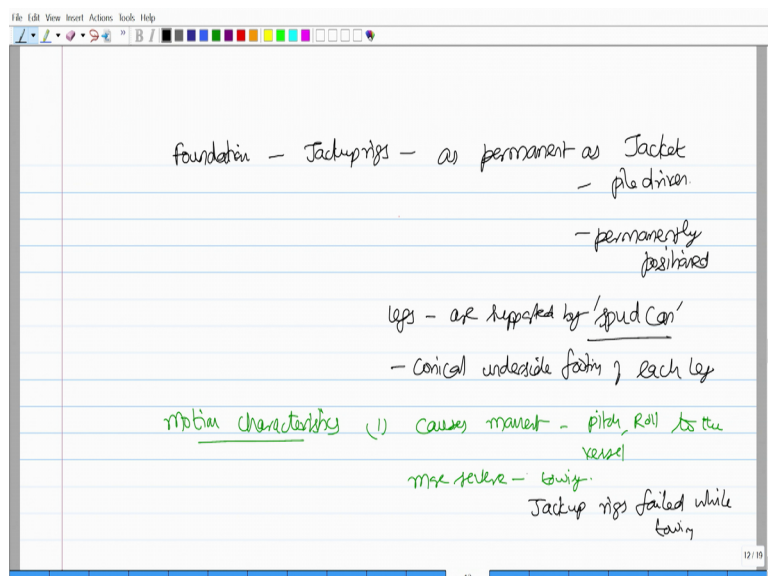 File Edit View Insert Actions Tools Help
B I
foundation – Jackup rigs – as permanent as Jacket
– pile driven.
– permanently
positioned
legs – are supported by 'spud can'
– Conical underside footing of each leg
Motion characteristics (1) Causes moment – pitch, Roll to the
vessel
more severe – towing.
Jackup rigs failed while
towing
12 / 19